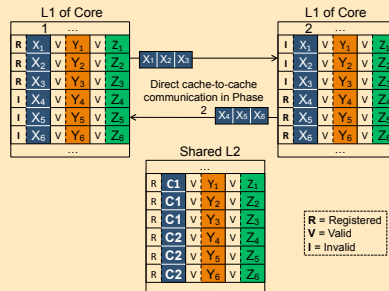 L1 of Core
1
...
R X1 V Y1 V Z1
R X2 V Y2 V Z2
R X3 V Y3 V Z3
I X4 V Y4 V Z4
I X5 V Y5 V Z5
I X6 V Y6 V Z6
...
X1 X2 X3
Direct cache-to-cache
communication in Phase
2
X4 X5 X6
L1 of Core
2
...
I X1 V Y1 V Z1
I X2 V Y2 V Z2
I X3 V Y3 V Z3
R X4 V Y4 V Z4
R X5 V Y5 V Z5
R X6 V Y6 V Z6
...
Shared L2
...
R C1 V Y1 V Z1
R C1 V Y2 V Z2
R C1 V Y3 V Z3
R C2 V Y4 V Z4
R C2 V Y5 V Z5
R C2 V Y6 V Z6
...
R = Registered
V = Valid
I = Invalid